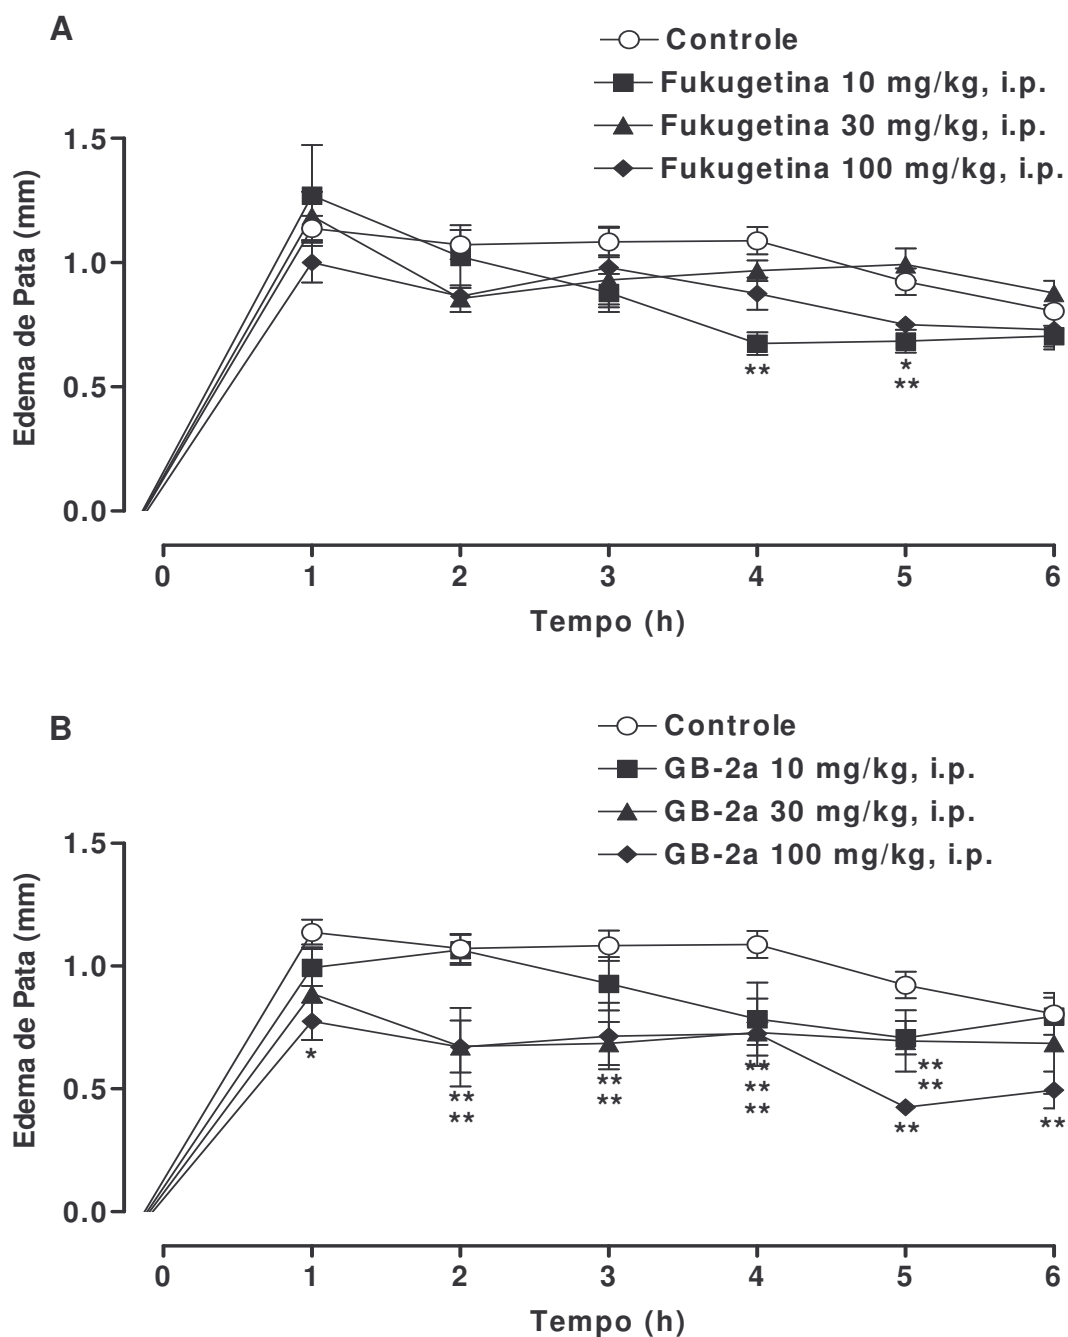 A
Controle
Fukugetina 10 mg/kg, i.p.
Fukugetina 30 mg/kg, i.p.
Fukugetina 100 mg/kg, i.p.
Edema de Pata (mm)
1.5
1.0
0.5
0.0
**
*
**
0 1 2 3 4 5 6
Tempo (h)
B
Controle
GB-2a 10 mg/kg, i.p.
GB-2a 30 mg/kg, i.p.
GB-2a 100 mg/kg, i.p.
Edema de Pata (mm)
1.5
1.0
0.5
0.0
*
**
**
**
**
**
**
**
**
**
**
**
0 1 2 3 4 5 6
Tempo (h)